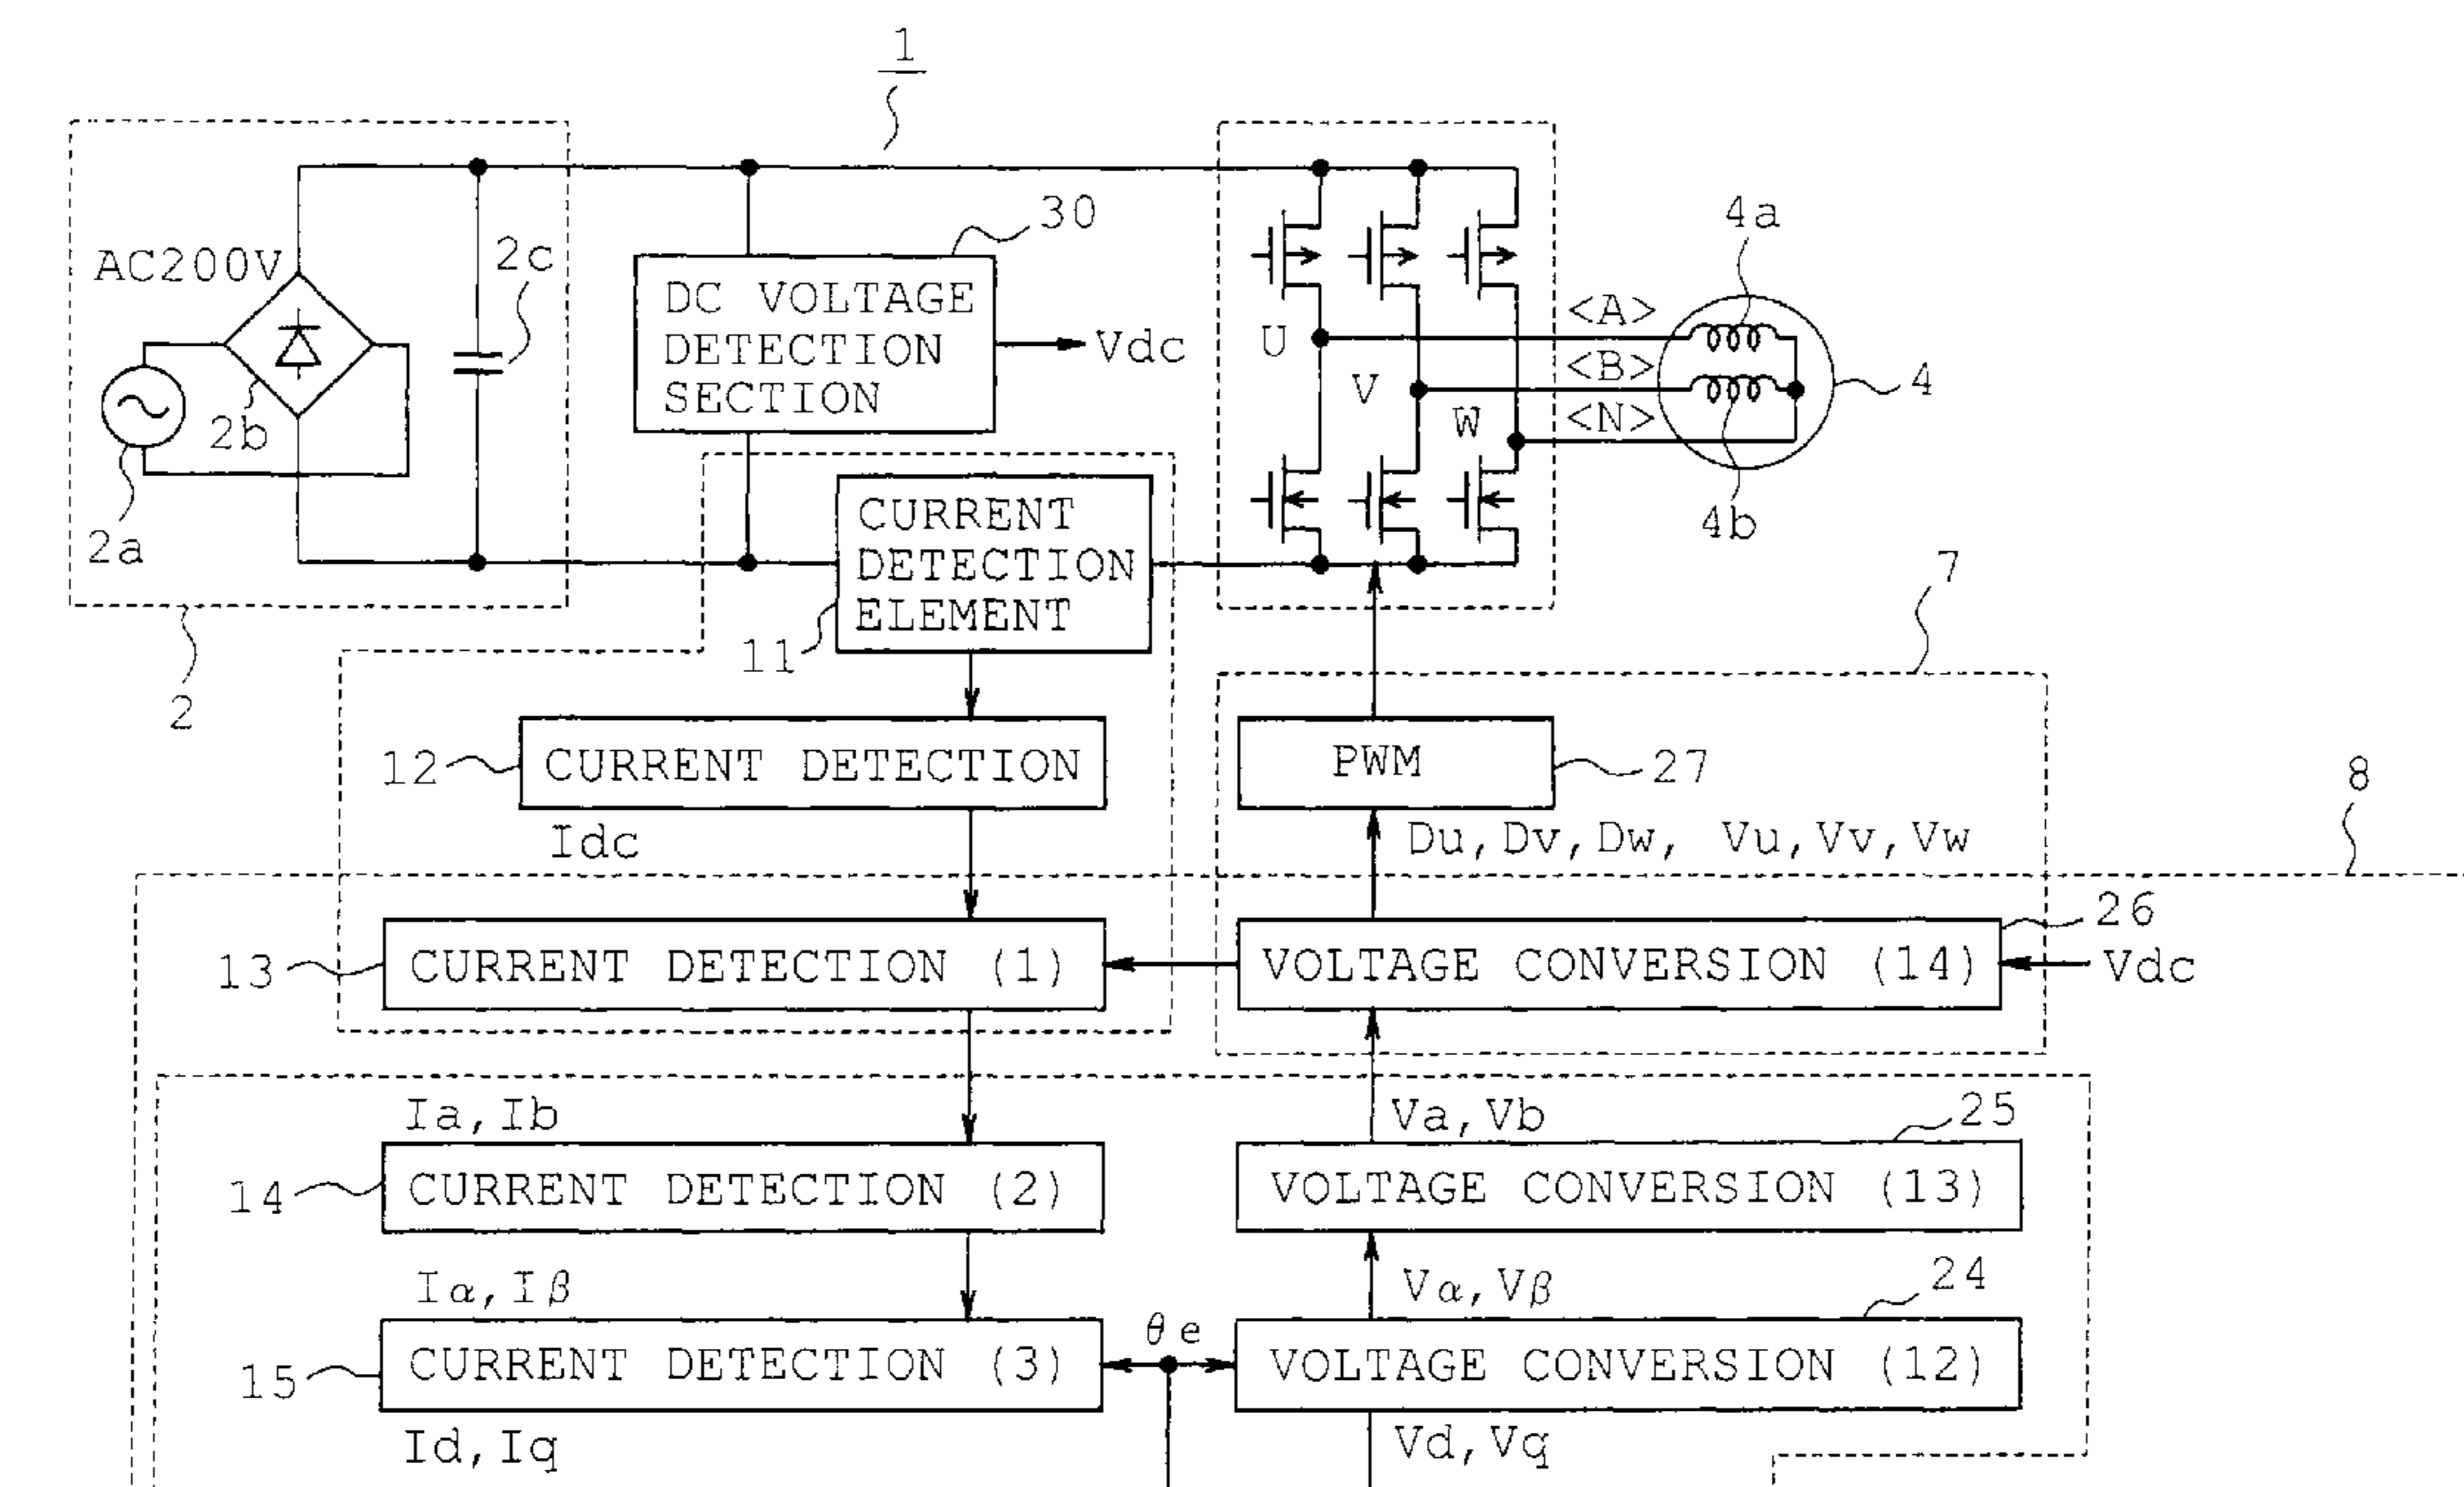 1
30
4a
AC200V
2c
DC VOLTAGE
DETECTION
SECTION
Vdc
<A>
U
<B>
V
4
<N>
W
2b
CURRENT
DETECTION
ELEMENT
2a
4b
11
7
2
12
CURRENT DETECTION
PWM
27
8
Idc
Du, Dv, Dw, Vu, Vv, Vw
26
13
CURRENT DETECTION (1)
VOLTAGE CONVERSION (14)
Vdc
Ia, Ib
Va, Vb
25
14
CURRENT DETECTION (2)
VOLTAGE CONVERSION (13)
Iα, Iβ
Vα, Vβ
24
θe
15
CURRENT DETECTION (3)
VOLTAGE CONVERSION (12)
Id, Iq
Vd, Vq